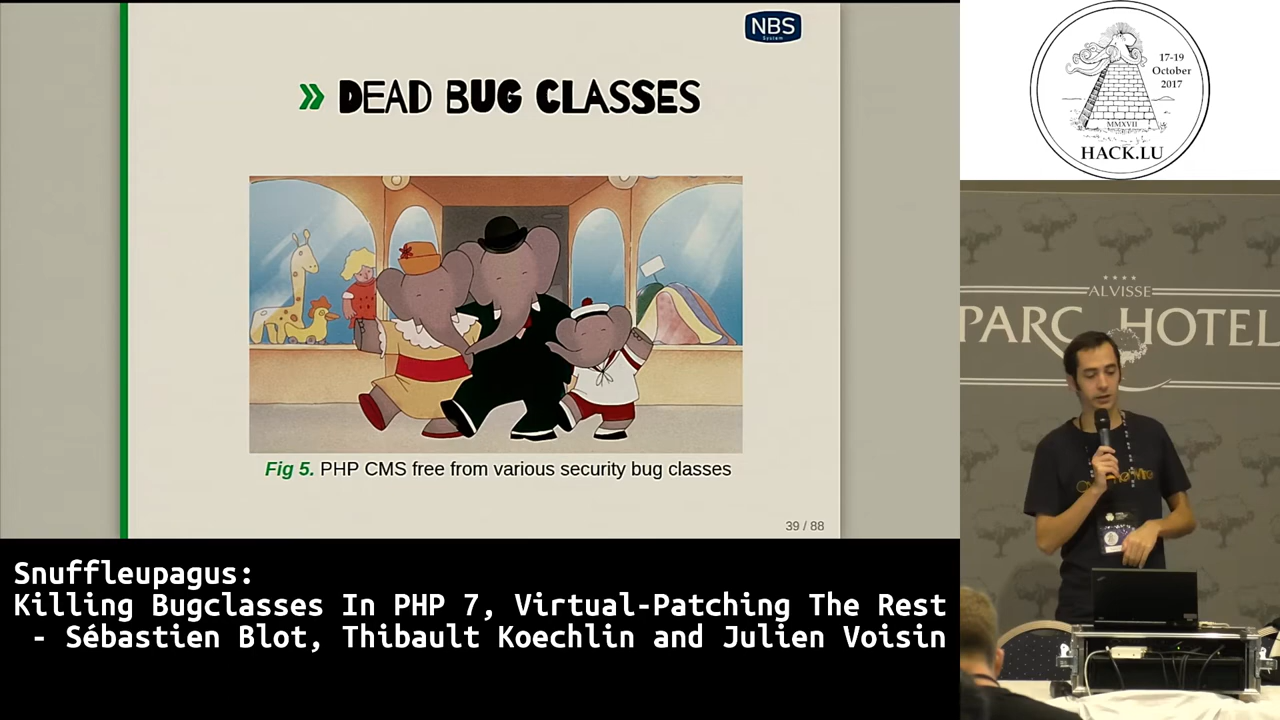 NBS
System
» DEAD BUG CLASSES
Fig 5. PHP CMS free from various security bug classes
39 / 88
17-19
October
2017
MMXVII
HACK.LU
ALVISSE
PARC HOTEL
Snuffleupagus:
Killing Bugclasses In PHP 7, Virtual-Patching The Rest
- Sébastien Blot, Thibault Koechlin and Julien Voisin